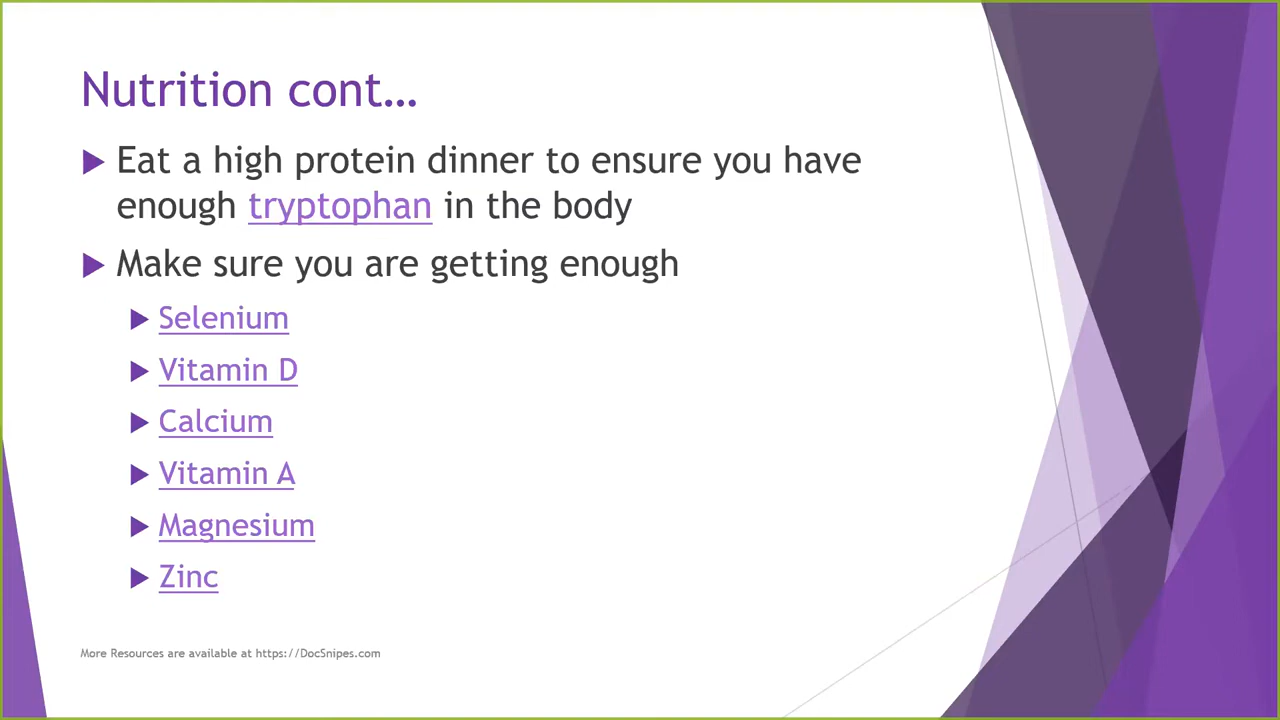 Nutrition cont…
Eat a high protein dinner to ensure you have
enough tryptophan in the body
Make sure you are getting enough
Selenium
Vitamin D
Calcium
Vitamin A
Magnesium
Zinc
More Resources are available at https://DocSnipes.com